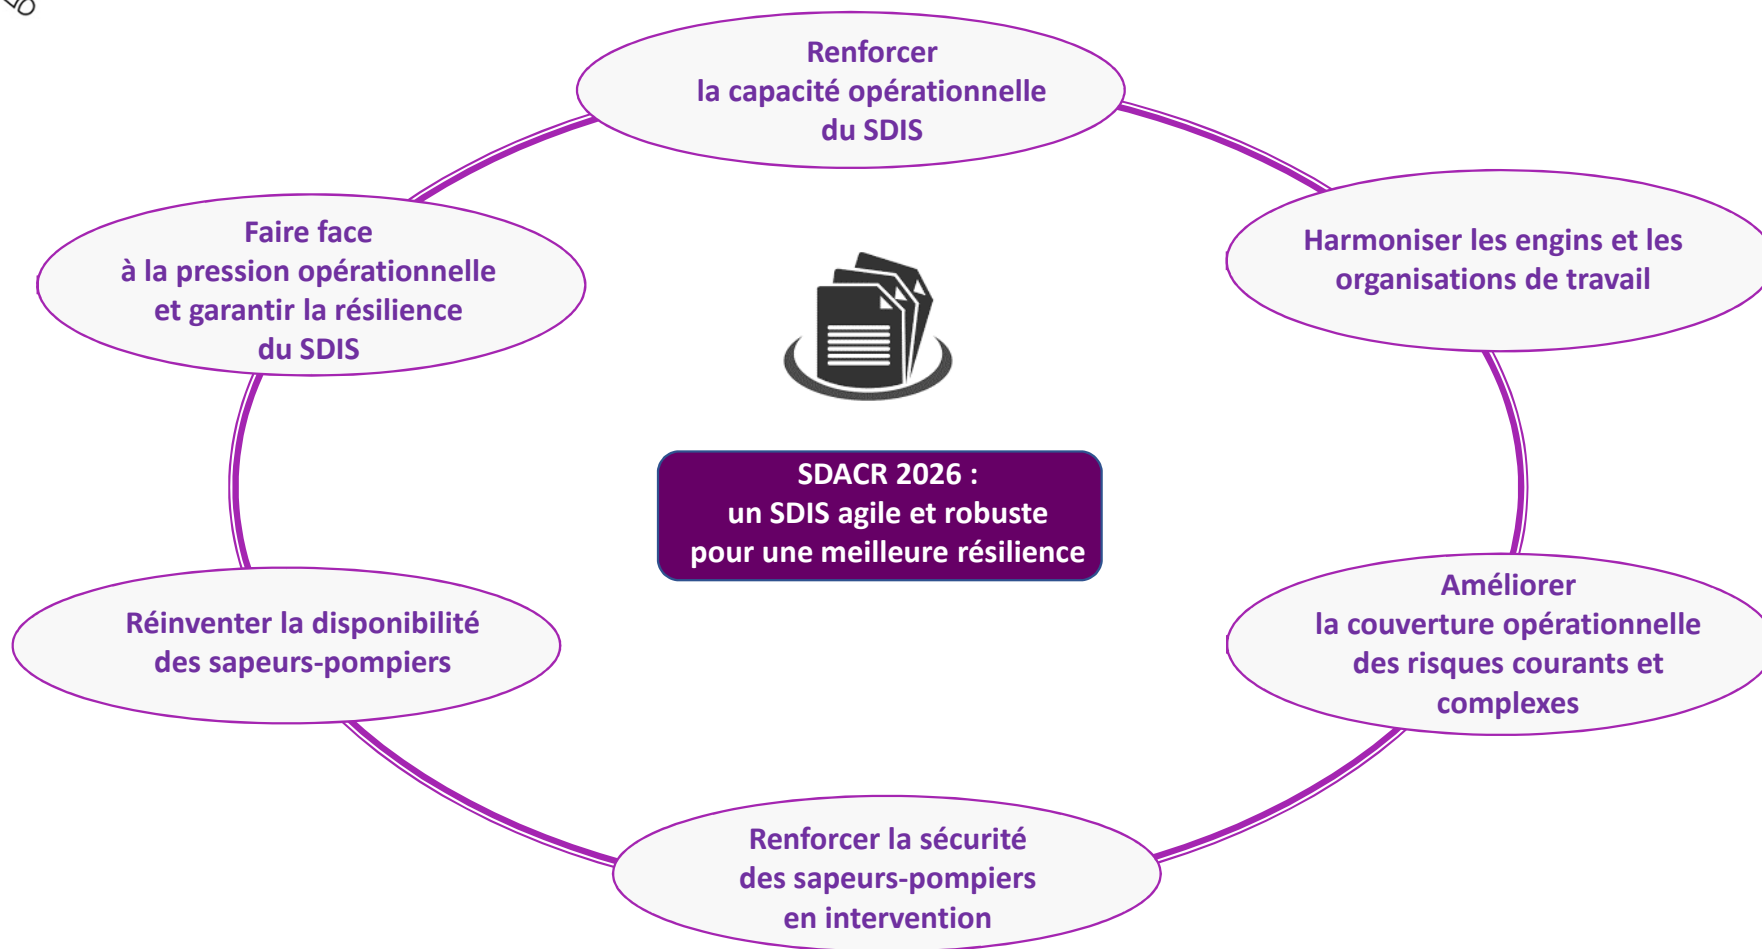 Renforcer
la capacité opérationnelle
du SDIS
Faire face
à la pression opérationnelle
et garantir la résilience
du SDIS
Harmoniser les engins et les
organisations de travail
SDACR 2026 :
un SDIS agile et robuste
pour une meilleure résilience
Réinventer la disponibilité
des sapeurs-pompiers
Améliorer
la couverture opérationnelle
des risques courants et
complexes
Renforcer la sécurité
des sapeurs-pompiers
en intervention